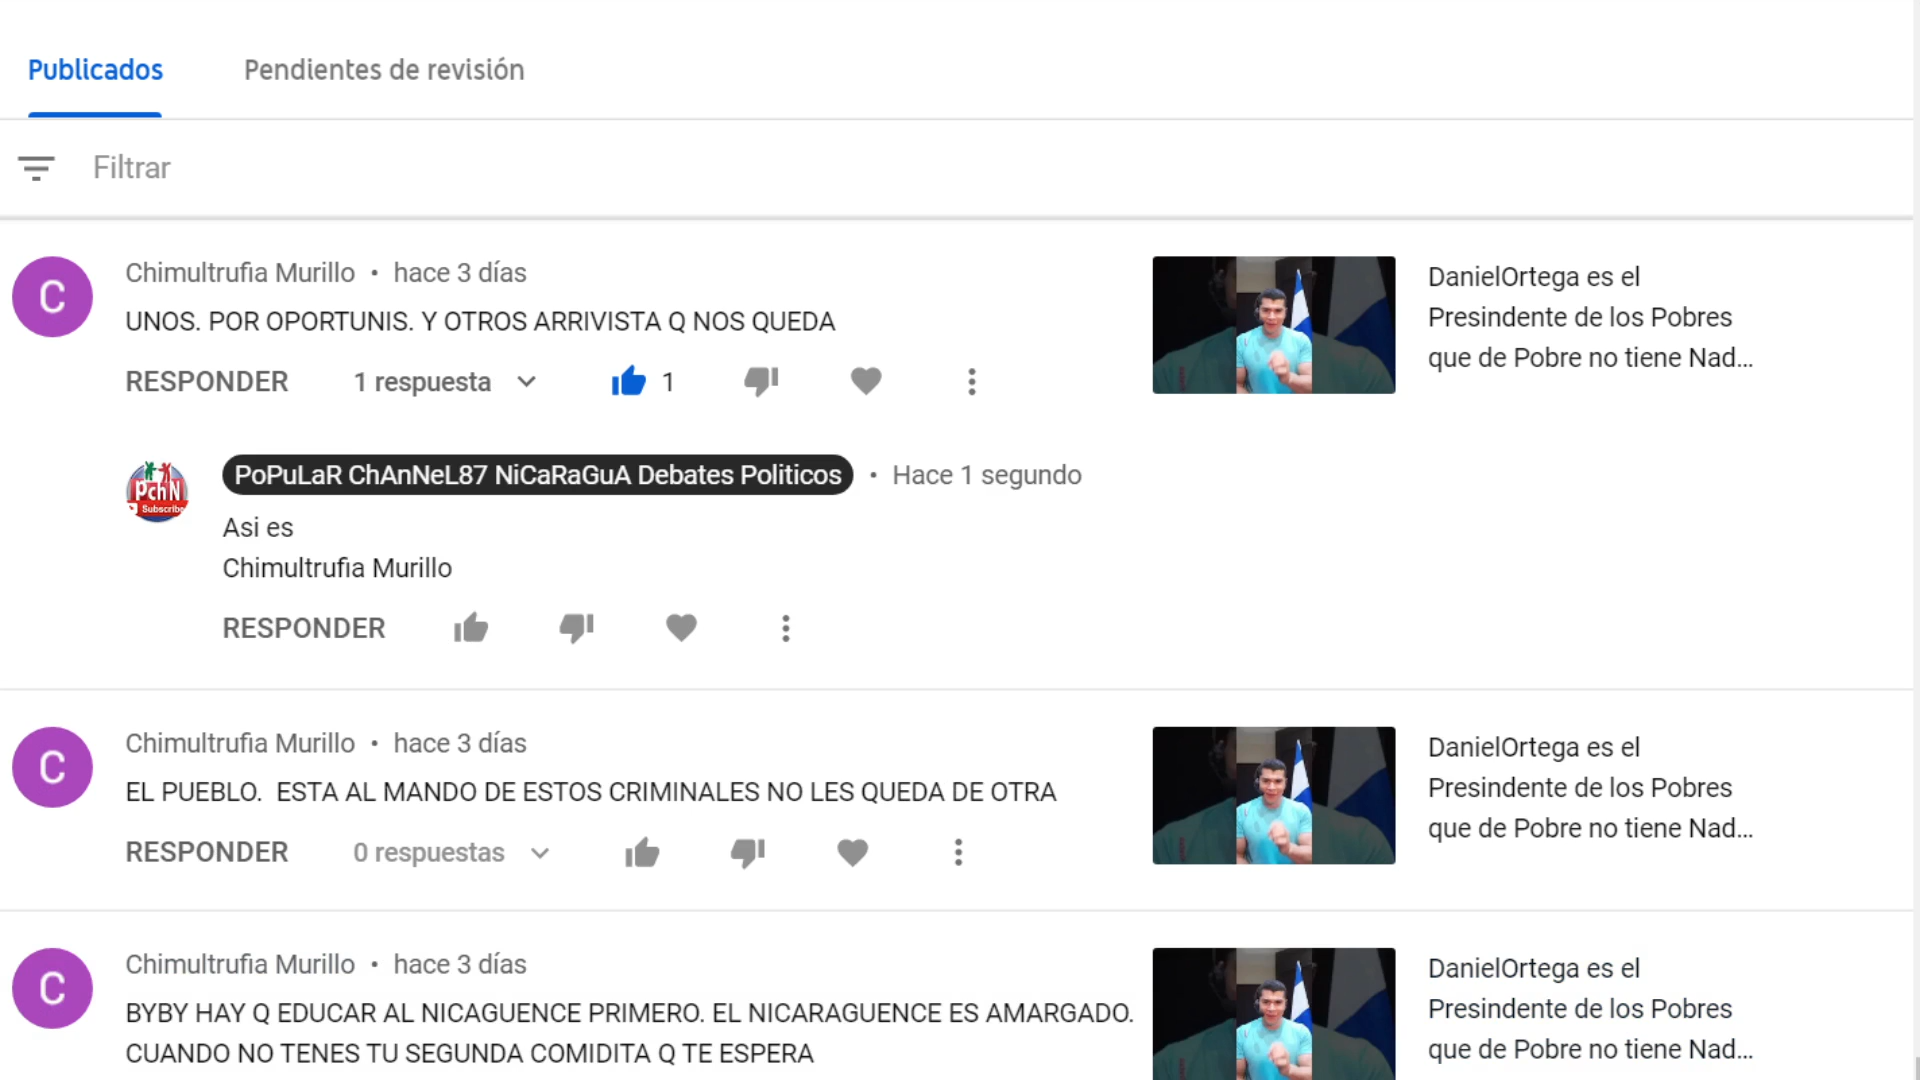 Publicados
Pendientes de revisión
Filtrar
C
Chimultrufia Murillo • hace 3 días
UNOS. POR OPORTUNIS. Y OTROS ARRIVISTA Q NOS QUEDA
RESPONDER
1 respuesta
1
DanielOrtega es el
Presindente de los Pobres
que de Pobre no tiene Nad...
PchN
Subscribe
PoPuLaR ChAnNeL87 NiCaRaGuA Debates Politicos • Hace 1 segundo
Asi es
Chimultrufia Murillo
RESPONDER
C
Chimultrufia Murillo • hace 3 días
EL PUEBLO.  ESTA AL MANDO DE ESTOS CRIMINALES NO LES QUEDA DE OTRA
RESPONDER
0 respuestas
DanielOrtega es el
Presindente de los Pobres
que de Pobre no tiene Nad...
C
Chimultrufia Murillo • hace 3 días
BYBY HAY Q EDUCAR AL NICAGUENCE PRIMERO. EL NICARAGUENCE ES AMARGADO.
CUANDO NO TENES TU SEGUNDA COMIDITA Q TE ESPERA
DanielOrtega es el
Presindente de los Pobres
que de Pobre no tiene Nad...